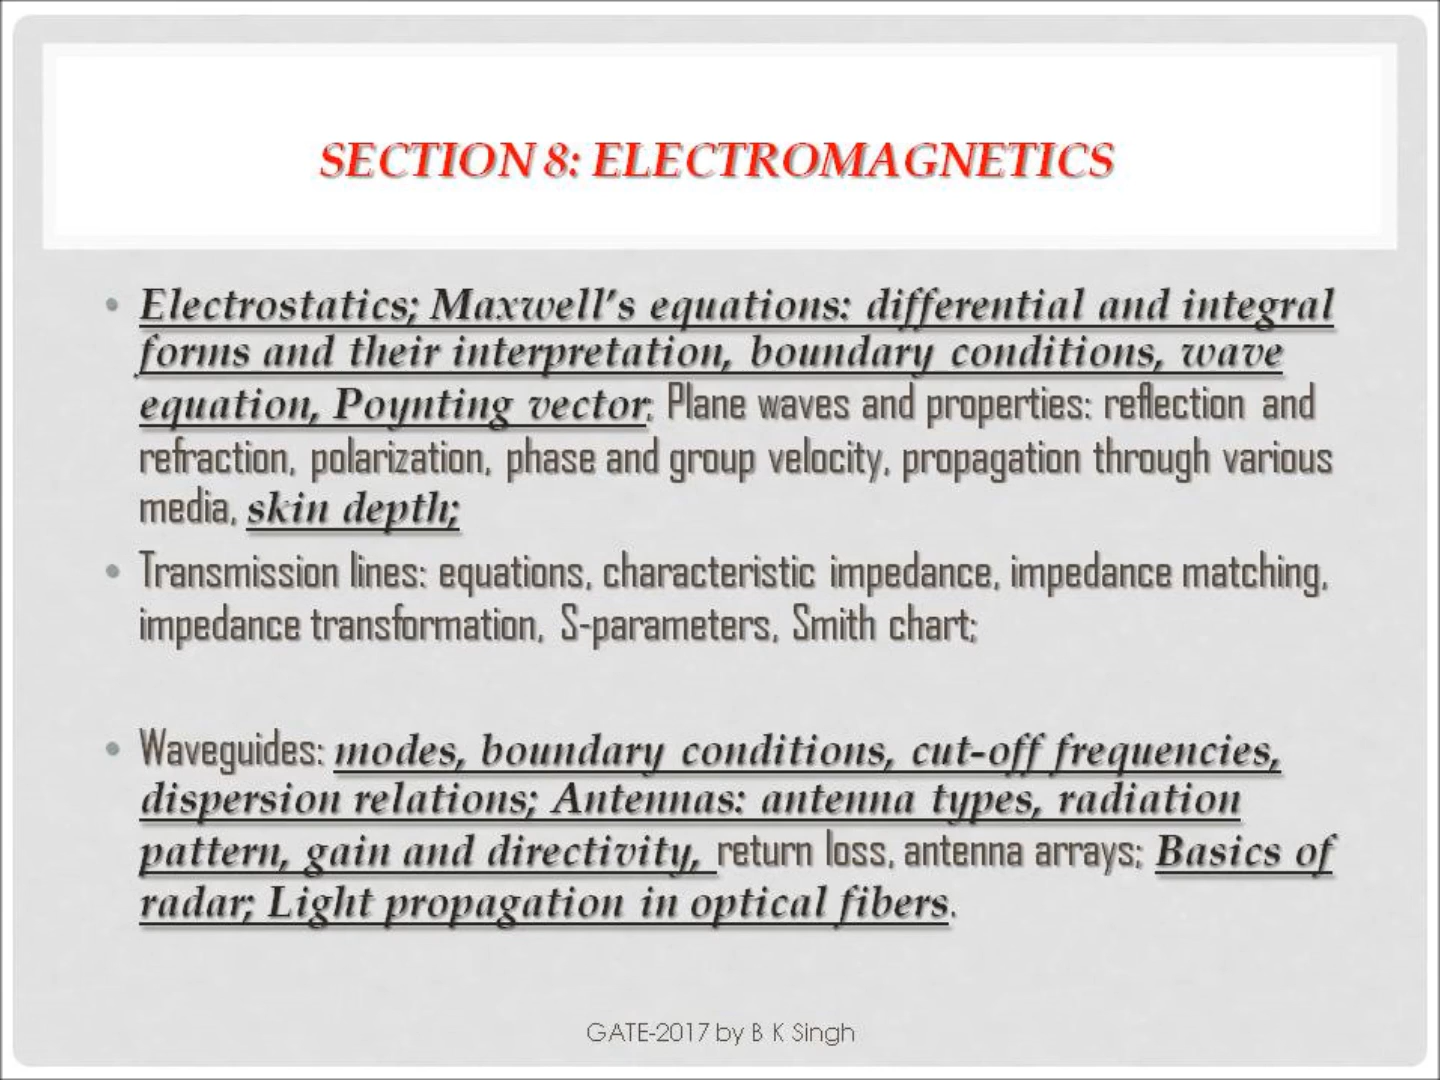 SECTION 8: ELECTROMAGNETICS
• Electrostatics; Maxwell's equations: differential and integral
forms and their interpretation, boundary conditions, wave
equation, Poynting vector; Plane waves and properties: reflection and
refraction, polarization, phase and group velocity, propagation through various
media, skin depth;
• Transmission lines: equations, characteristic impedance, impedance matching,
impedance transformation, S-parameters, Smith chart;
• Waveguides: modes, boundary conditions, cut-off frequencies,
dispersion relations; Antennas: antenna types, radiation
pattern, gain and directivity, return loss, antenna arrays; Basics of
radar; Light propagation in optical fibers.
GATE-2017 by B K Singh